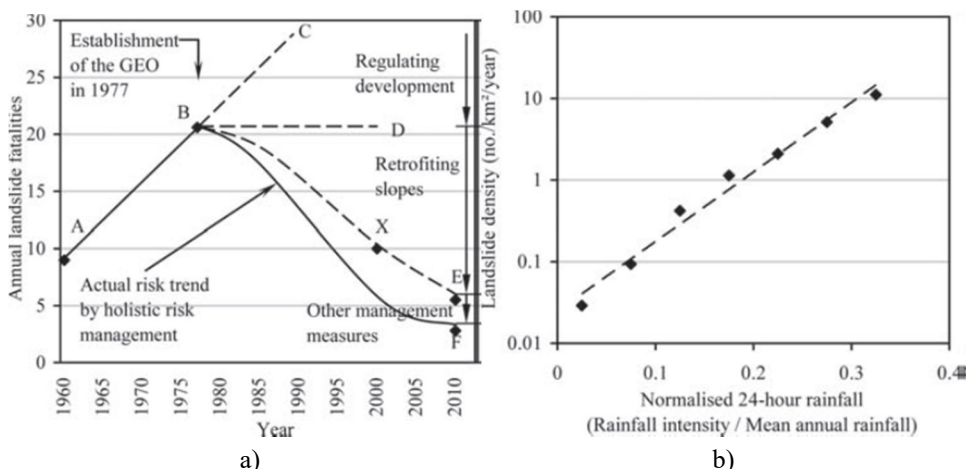 30
25
20
15
10
5
0
Annual landslide fatalities
Establishment
of the GEO
in 1977
A
B
C
D
X
E
F
Regulating
development
Retrofiting
slopes
Actual risk trend
by holistic risk
management
Other management
measures
1960
1965
1970
1975
1980
1985
1990
1995
2000
2005
2010
Year
a)
Landslide density (no./km²/year)
100
10
1
0.1
0.01
0
0.1
0.2
0.3
0.4
Normalised 24-hour rainfall
(Rainfall intensity / Mean annual rainfall)
b)